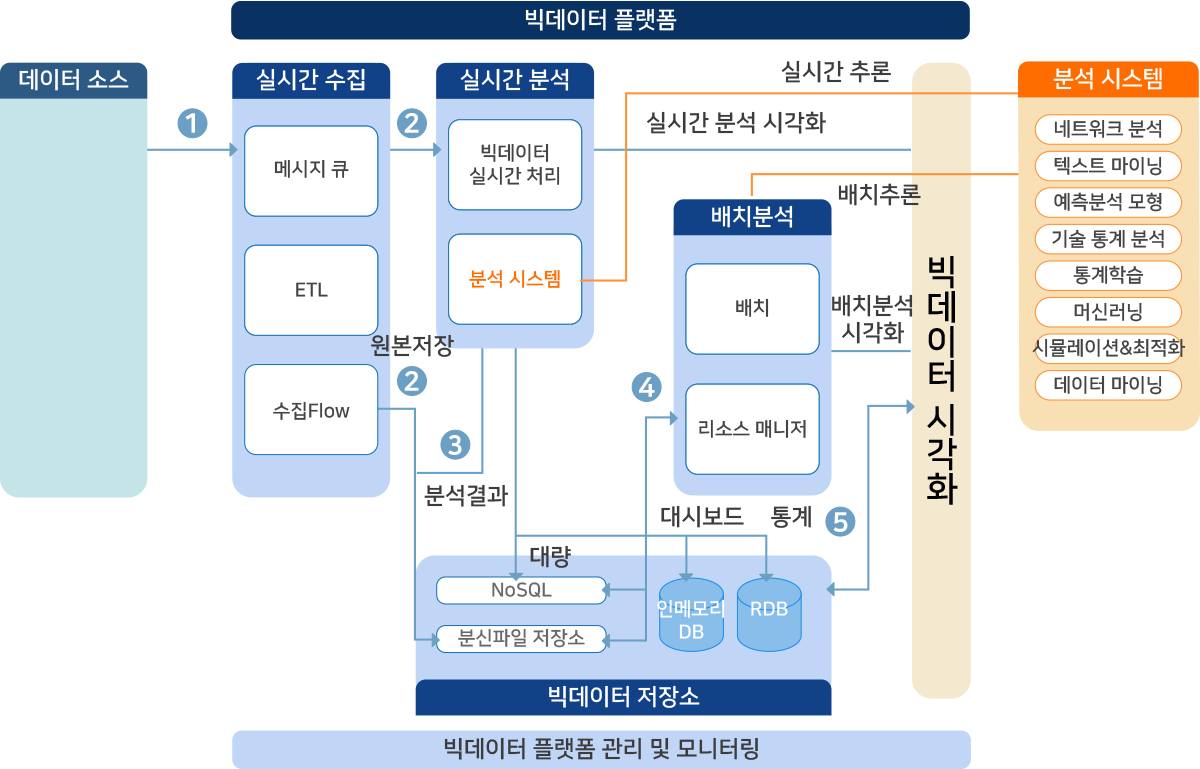 빅데이터 플랫폼
데이터 소스
실시간 수집
실시간 분석
실시간 추론
분석 시스템
1
2
실시간 분석 시각화
메시지 큐
빅데이터
실시간 처리
네트워크 분석
텍스트 마이닝
예측분석 모형
기술 통계 분석
통계학습
머신러닝
시뮬레이션&최적화
데이터 마이닝
배치추론
배치분석
ETL
분석 시스템
배치
배치분석
시각화
빅데이터 시각화
원본저장
2
수집Flow
3
4
리소스 매니저
분석결과
대시보드
통계
5
대량
NoSQL
인메모리
DB
RDB
분신파일 저장소
빅데이터 저장소
빅데이터 플랫폼 관리 및 모니터링